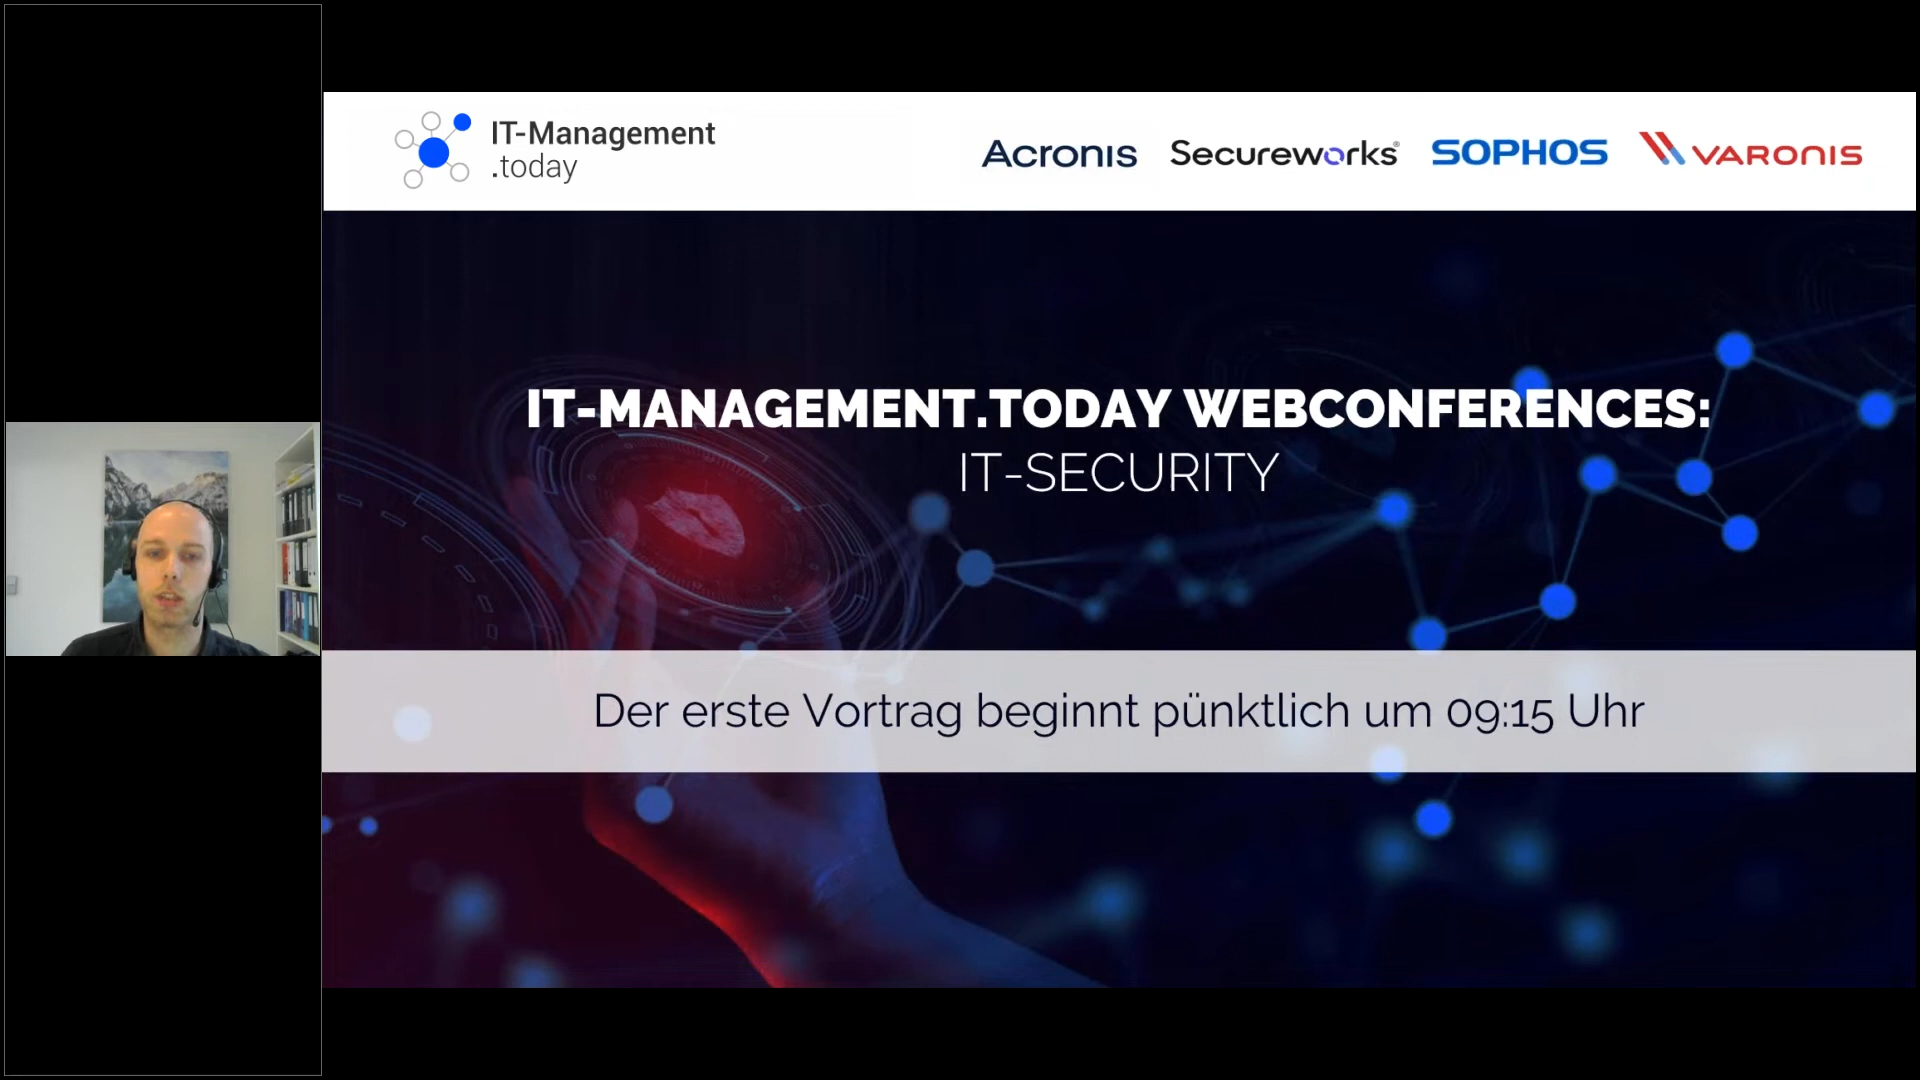 IT-Management
.today
Acronis Secureworks® SOPHOS VARONIS
IT-MANAGEMENT.TODAY WEBCONFERENCES:
IT-SECURITY
Der erste Vortrag beginnt pünktlich um 09:15 Uhr